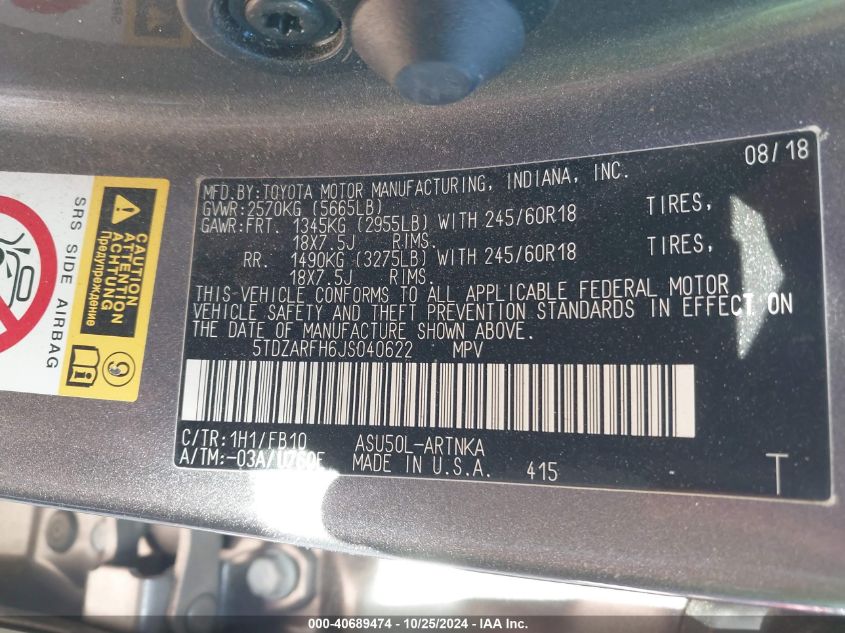 08/18
MFD.BY:TOYOTA MOTOR MANUFACTURING, INDIANA, INC.
GVWR:2570KG (5665LB)
GAWR:FRT. 1345KG (2955LB) WITH 245/60R18 TIRES,
18X7.5J RIMS.
RR. 1490KG (3275LB) WITH 245/60R18 TIRES,
18X7.5J RIMS.
THIS-VEHICLE CONFORMS TO ALL APPLICABLE FEDERAL MOTOR
VEHICLE SAFETY AND THEFT PREVENTION STANDARDS IN EFFECT ON
THE DATE OF MANUFACTURE SHOWN ABOVE.
5TDZARFH6JS040622 MPV
C/TR:1H1/FB10 ASU50L-ARTNKA
A/TM:-03A/U760F MADE IN U.S.A. 415
T
SRS SIDE AIRBAG
CAUTION
ATTENTION
ACHTUNG
Предупреждение
000-40689474 - 10/25/2024 - IAA Inc.